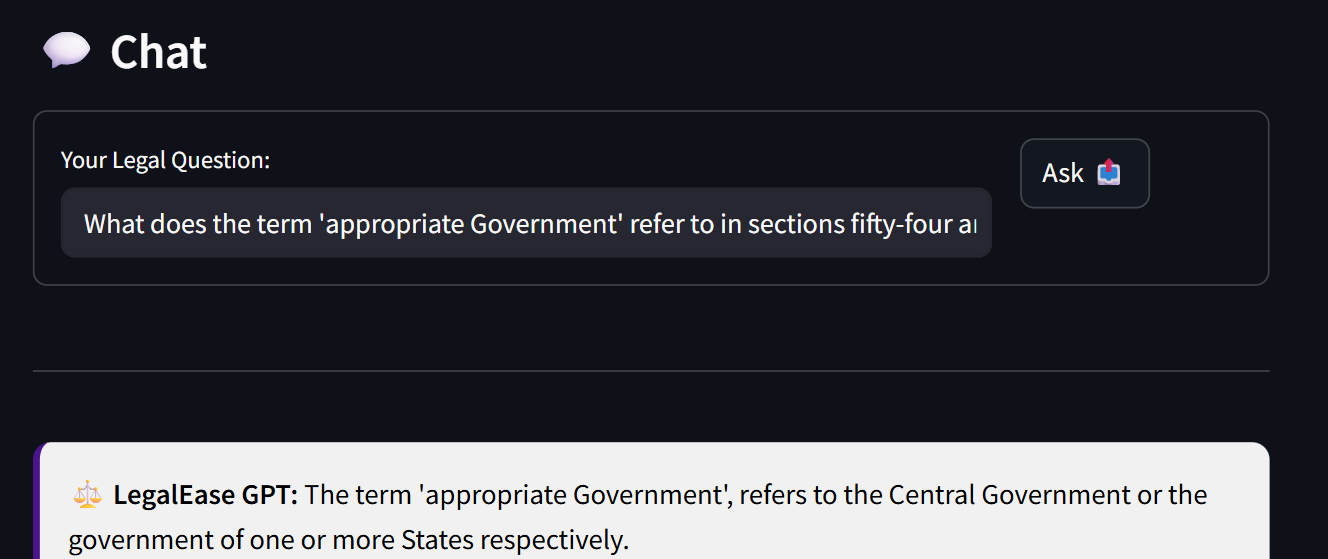 Chat
Your Legal Question:
Ask
What does the term 'appropriate Government' refer to in sections fifty-four
LegalEase GPT: The term 'appropriate Government', refers to the Central Government or the
government of one or more States respectively.